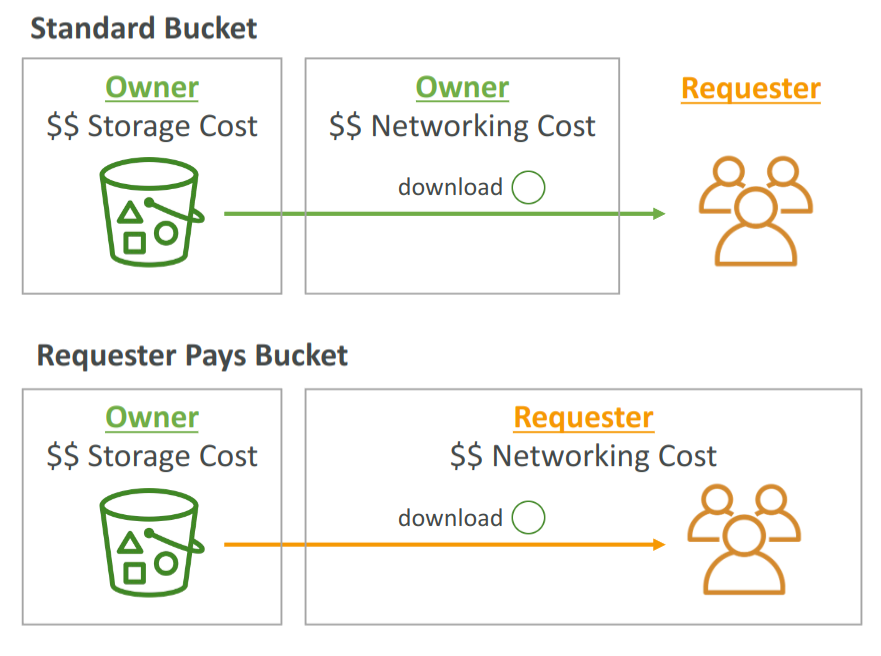 Standard Bucket
Owner
$$ Storage Cost
Owner
$$ Networking Cost
download
Requester
Requester Pays Bucket
Owner
$$ Storage Cost
Requester
$$ Networking Cost
download